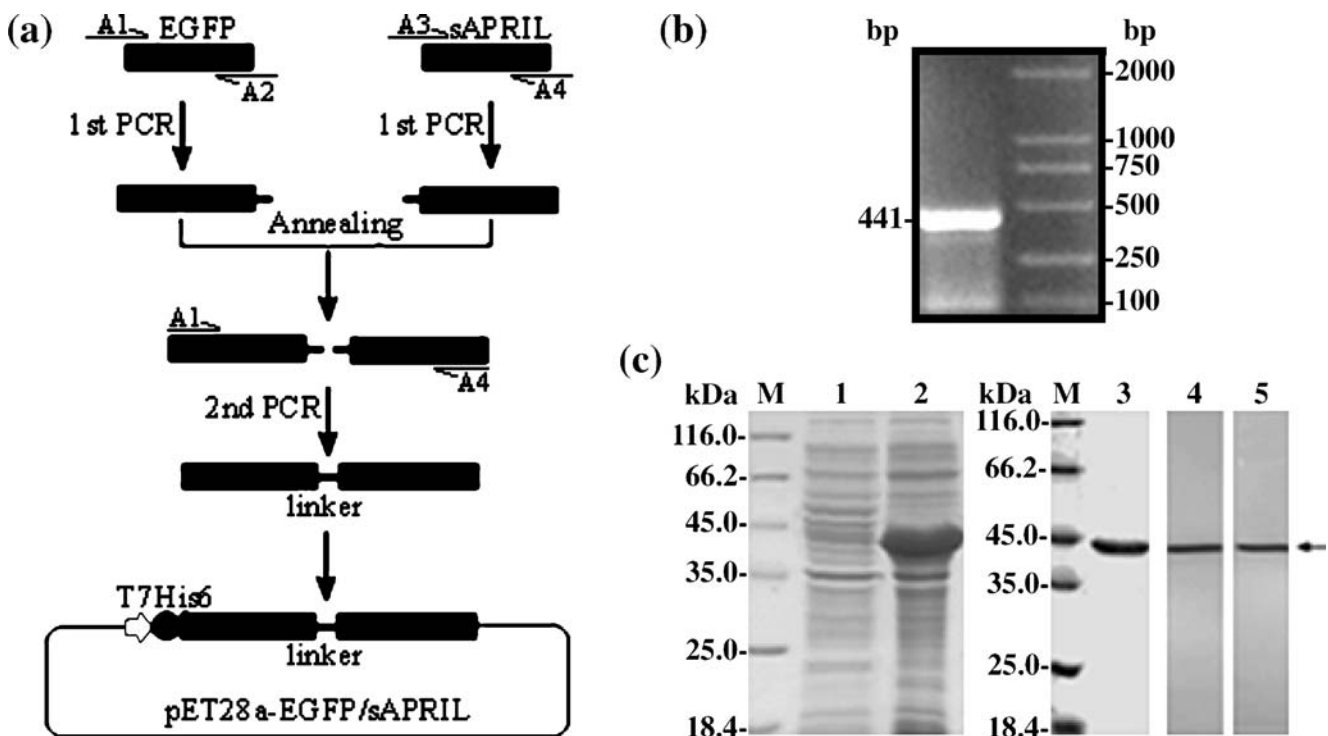 (a)
A1 EGFP
A3 sAPRIL
A2
A4
1st PCR
1st PCR
Annealing
A1
A4
2nd PCR
linker
T7His6
linker
pET28a-EGFP/sAPRIL
(b)
bp bp
2000
1000
750
441 500
250
100
(c)
kDa M 1 2
116.0
66.2
45.0
35.0
25.0
18.4
kDa M 3 4 5
116.0
66.2
45.0
35.0
25.0
18.4